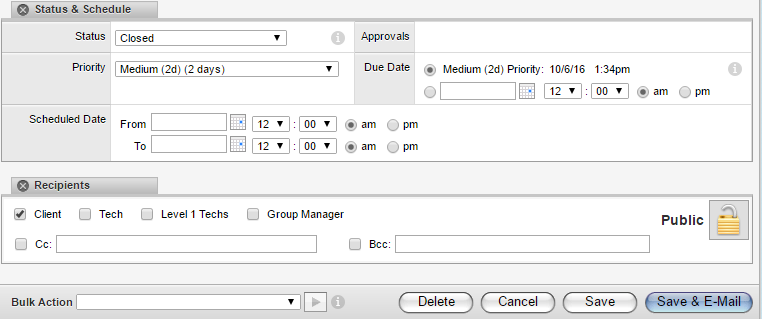 Status & Schedule
Status Closed Approvals
Priority Medium (2d) (2 days) Due Date Medium (2d) Priority: 10/6/16 1:34pm
12 : 00 am pm
Scheduled Date From 12 : 00 am pm
To 12 : 00 am pm
Recipients
Client Tech Level 1 Techs Group Manager Public
Cc: Bcc:
Bulk Action Delete Cancel Save Save & E-Mail